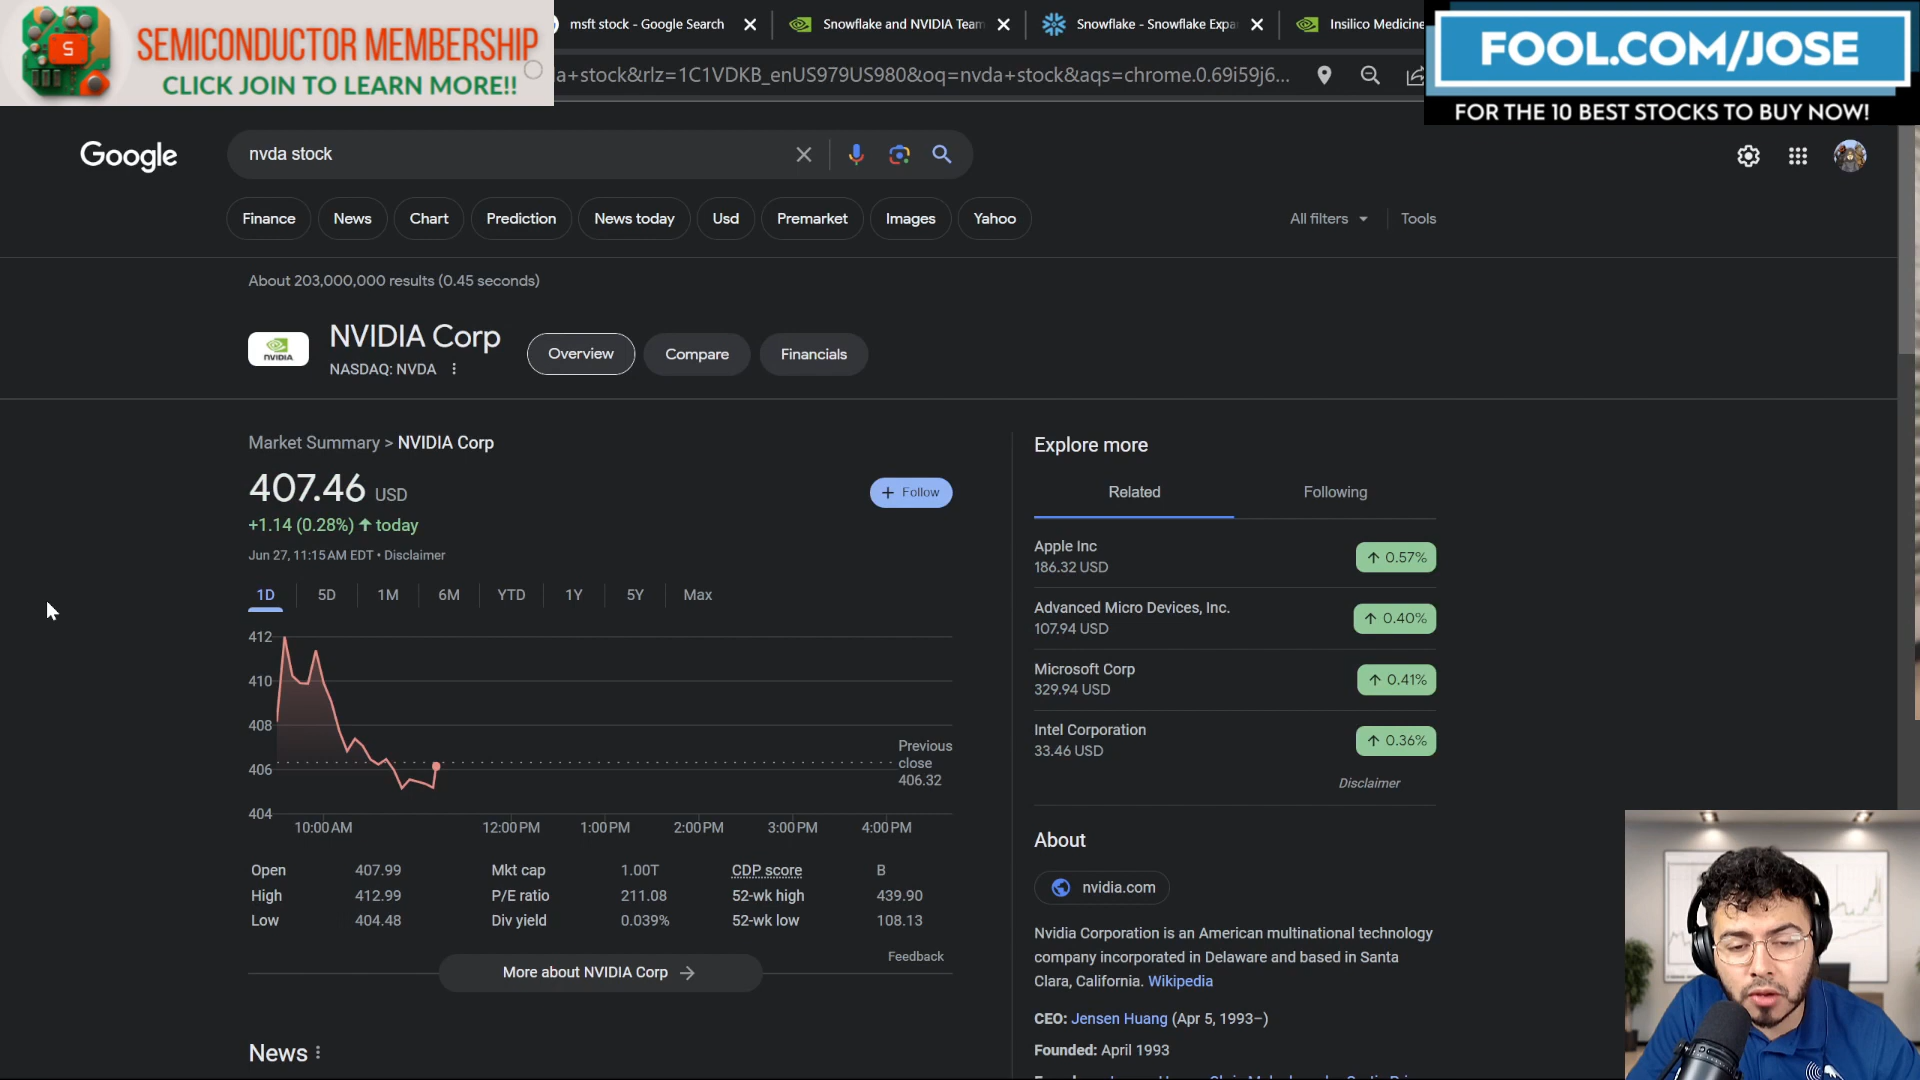 SEMICONDUCTOR MEMBERSHIP
CLICK JOIN TO LEARN MORE!!
S
msft stock - Google Search
Snowflake and NVIDIA Team
Snowflake - Snowflake Expa
Insilico Medicine
FOOL.COM/JOSE
FOR THE 10 BEST STOCKS TO BUY NOW!
a+stock&rlz=1C1VDKB_enUS979US980&oq=nvda+stock&aqs=chrome.0.69i59j6...
Google
nvda stock
Finance
News
Chart
Prediction
News today
Usd
Premarket
Images
Yahoo
All filters
Tools
About 203,000,000 results (0.45 seconds)
NVIDIA
NVIDIA Corp
NASDAQ: NVDA
Overview
Compare
Financials
Market Summary > NVIDIA Corp
407.46 USD
+ Follow
+1.14 (0.28%) ↑ today
Jun 27, 11:15 AM EDT • Disclaimer
1D
5D
1M
6M
YTD
1Y
5Y
Max
412
410
408
406
404
Previous
close
406.32
10:00 AM
12:00 PM
1:00 PM
2:00 PM
3:00 PM
4:00 PM
Open 407.99
High 412.99
Low 404.48
Mkt cap 1.00T
P/E ratio 211.08
Div yield 0.039%
CDP score B
52-wk high 439.90
52-wk low 108.13
Feedback
More about NVIDIA Corp →
News
Explore more
Related
Following
Apple Inc
186.32 USD
↑ 0.57%
Advanced Micro Devices, Inc.
107.94 USD
↑ 0.40%
Microsoft Corp
329.94 USD
↑ 0.41%
Intel Corporation
33.46 USD
↑ 0.36%
Disclaimer
About
nvidia.com
Nvidia Corporation is an American multinational technology
company incorporated in Delaware and based in Santa
Clara, California. Wikipedia
CEO: Jensen Huang (Apr 5, 1993–)
Founded: April 1993